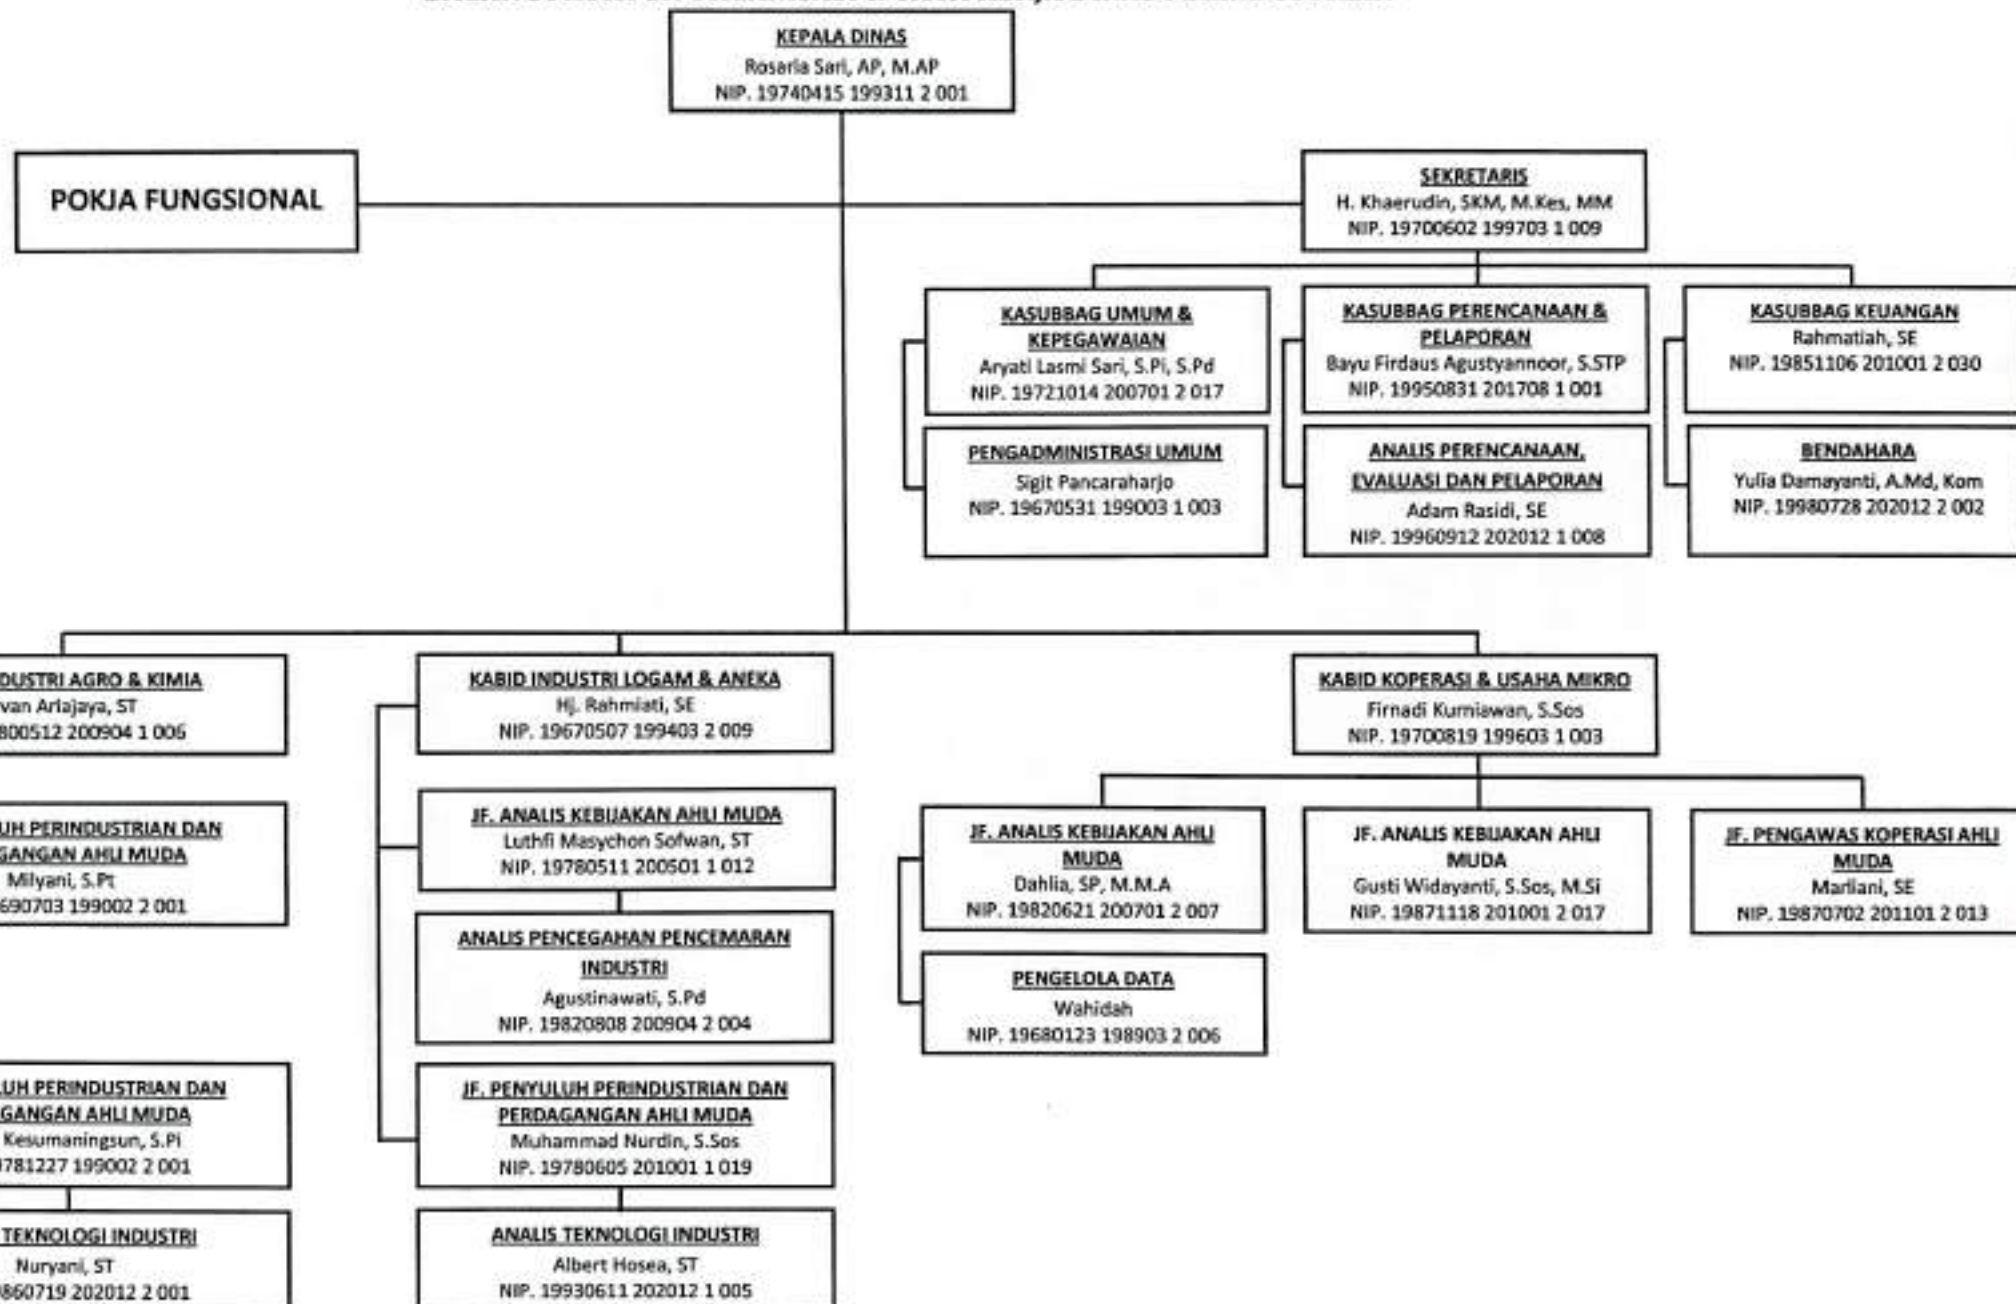 KEPALA DINAS
Rosaria Sari, AP, M.AP
NIP. 19740415 199311 2 001
POKJA FUNGSIONAL
SEKRETARIS
H. Khaerudin, SKM, M.Kes, MM
NIP. 19700602 199703 1 009
KASUBBAG UMUM &
KEPEGAWAIAN
Aryati Lasmi Sari, S.Pi, S.Pd
NIP. 19721014 200701 2 017
KASUBBAG PERENCANAAN &
PELAPORAN
Bayu Firdaus Agustyannoor, S.STP
NIP. 19950831 201708 1 001
KASUBBAG KEUANGAN
Rahmatiah, SE
NIP. 19851106 201001 2 030
PENGADMINISTRASI UMUM
Sigit Pancaraharjo
NIP. 19670531 199003 1 003
ANALIS PERENCANAAN,
EVALUASI DAN PELAPORAN
Adam Rasidi, SE
NIP. 19960912 202012 1 008
BENDAHARA
Yulia Damayanti, A.Md, Kom
NIP. 19980728 202012 2 002
DUSTRI AGRO & KIMIA
van Ariajaya, ST
800512 200904 1 006
UH PERINDUSTRIAN DAN
GANGAN AHLI MUDA
Milyani, S.Pt
690703 199002 2 001
UH PERINDUSTRIAN DAN
GANGAN AHLI MUDA
Kesumaningsun, S.Pi
781227 199002 2 001
TEKNOLOGI INDUSTRI
Nuryani, ST
860719 202012 2 001
KABID INDUSTRI LOGAM & ANEKA
Hj. Rahmiati, SE
NIP. 19670507 199403 2 009
JF. ANALIS KEBIJAKAN AHLI MUDA
Luthfi Masychon Sofwan, ST
NIP. 19780511 200501 1 012
ANALIS PENCEGAHAN PENCEMARAN
INDUSTRI
Agustinawati, S.Pd
NIP. 19820808 200904 2 004
JF. PENYULUH PERINDUSTRIAN DAN
PERDAGANGAN AHLI MUDA
Muhammad Nurdin, S.Sos
NIP. 19780605 201001 1 019
ANALIS TEKNOLOGI INDUSTRI
Albert Hosea, ST
NIP. 19930611 202012 1 005
KABID KOPERASI & USAHA MIKRO
Firnadi Kurniawan, S.Sos
NIP. 19700819 199603 1 003
JF. ANALIS KEBIJAKAN AHLI
MUDA
Dahlia, SP, M.M.A
NIP. 19820621 200701 2 007
PENGELOLA DATA
Wahidah
NIP. 19680123 198903 2 006
JF. ANALIS KEBIJAKAN AHLI
MUDA
Gusti Widayanti, S.Sos, M.Si
NIP. 19871118 201001 2 017
JF. PENGAWAS KOPERASI AHLI
MUDA
Marliani, SE
NIP. 19870702 201101 2 013